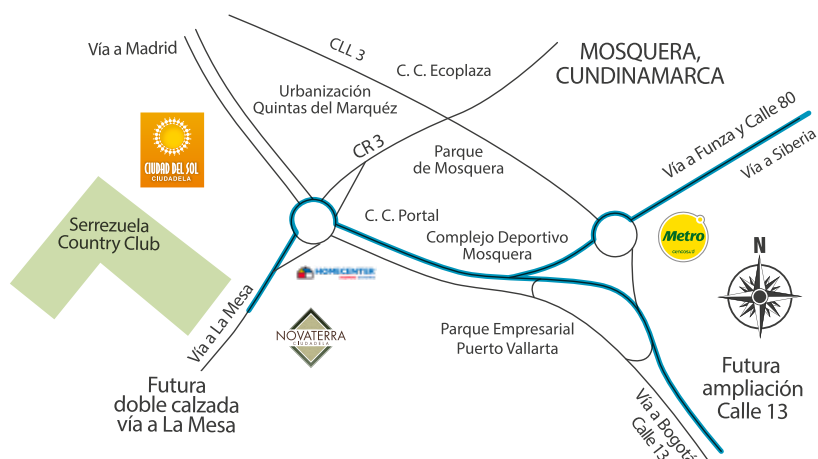 Vía a Madrid
CLL 3
C. C. Ecoplaza
MOSQUERA,
CUNDINAMARCA
Urbanización
Quintas del Marquéz
Vía a Funza y Calle 80
Vía a Siberia
CIUDAD DEL SOL
CIUDADELA
CR 3
Parque
de Mosquera
Serrezuela
Country Club
C. C. Portal
Complejo Deportivo
Mosquera
Metro
cencosud
N
HOMECENTER
Vía a La Mesa
NOVATERRA
CIUDADELA
Parque Empresarial
Puerto Vallarta
Futura
doble calzada
vía a La Mesa
Futura
ampliación
Calle 13
Vía a Bogotá
Calle 13